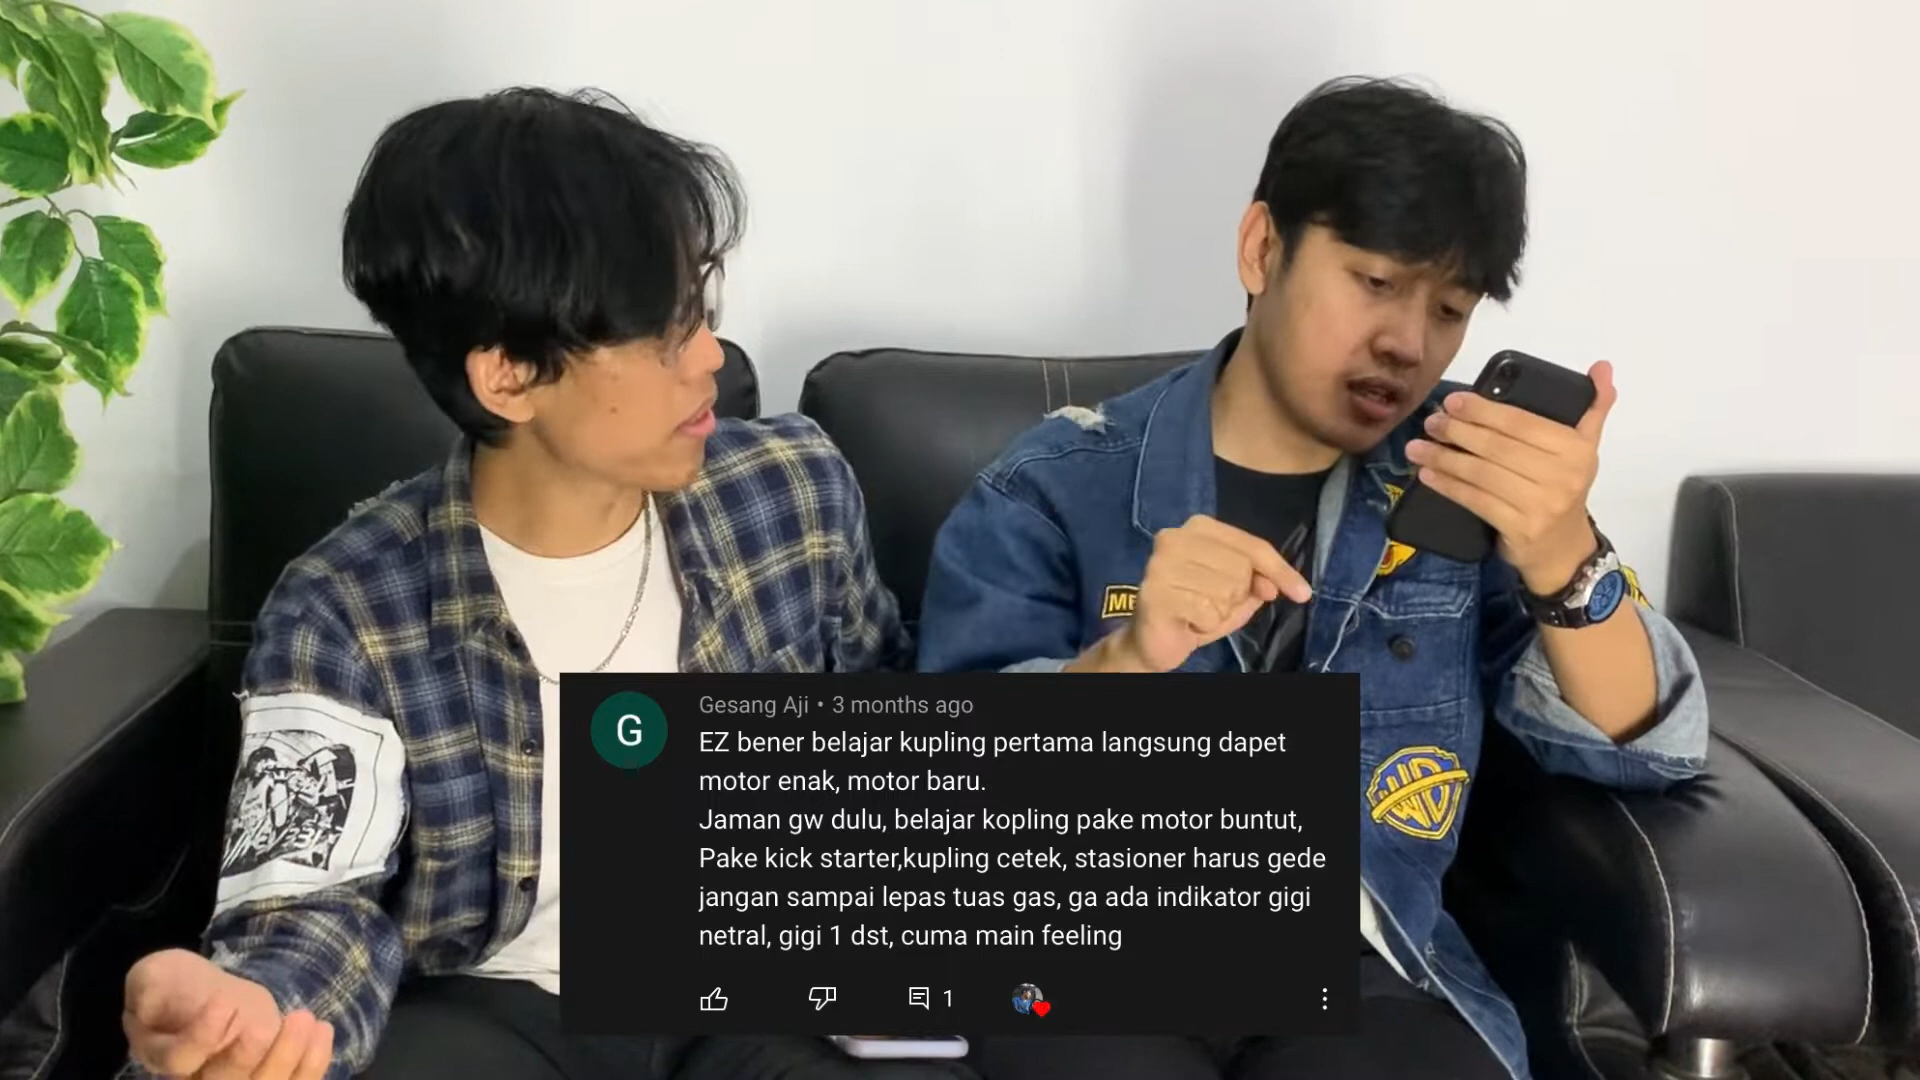 ME
WB
G
Gesang Aji • 3 months ago
EZ bener belajar kupling pertama langsung dapet
motor enak, motor baru.
Jaman gw dulu, belajar kopling pake motor buntut,
Pake kick starter,kupling cetek, stasioner harus gede
jangan sampai lepas tuas gas, ga ada indikator gigi
netral, gigi 1 dst, cuma main feeling
1